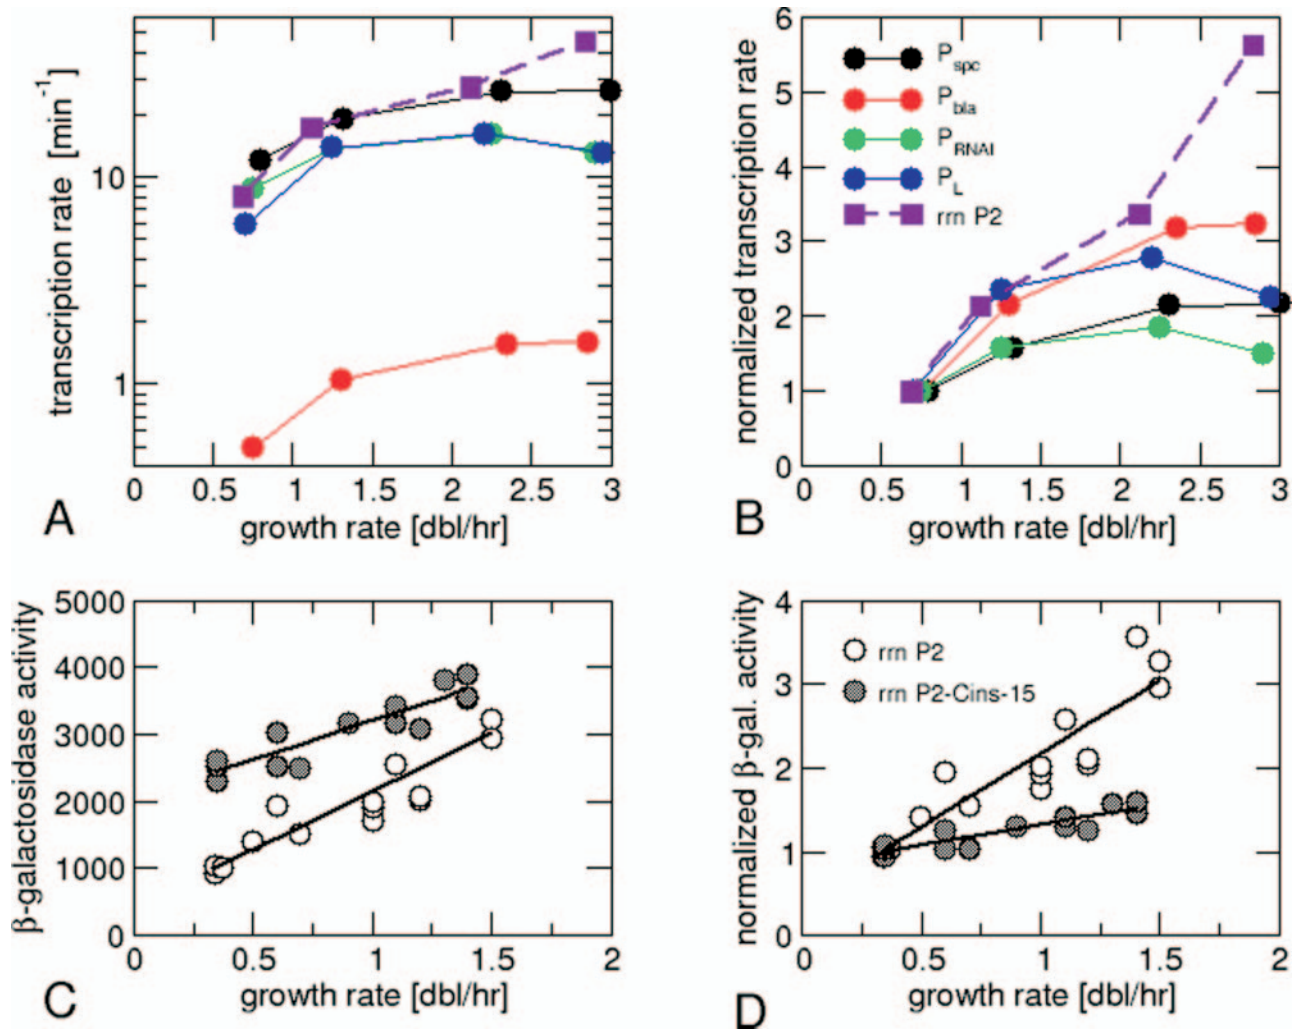 transcription rate [min⁻¹]
10
1
0 0.5 1 1.5 2 2.5 3
growth rate [dbl/hr]
A
normalized transcription rate
6
5
4
3
2
1
0
P_spc
P_bla
P_RNAI
P_L
rrn P2
0 0.5 1 1.5 2 2.5 3
growth rate [dbl/hr]
B
β-galactosidase activity
5000
4000
3000
2000
1000
0
0 0.5 1 1.5 2
growth rate [dbl/hr]
C
normalized β-gal. activity
4
3
2
1
0
rrn P2
rrn P2-Cins-15
0 0.5 1 1.5 2
growth rate [dbl/hr]
D